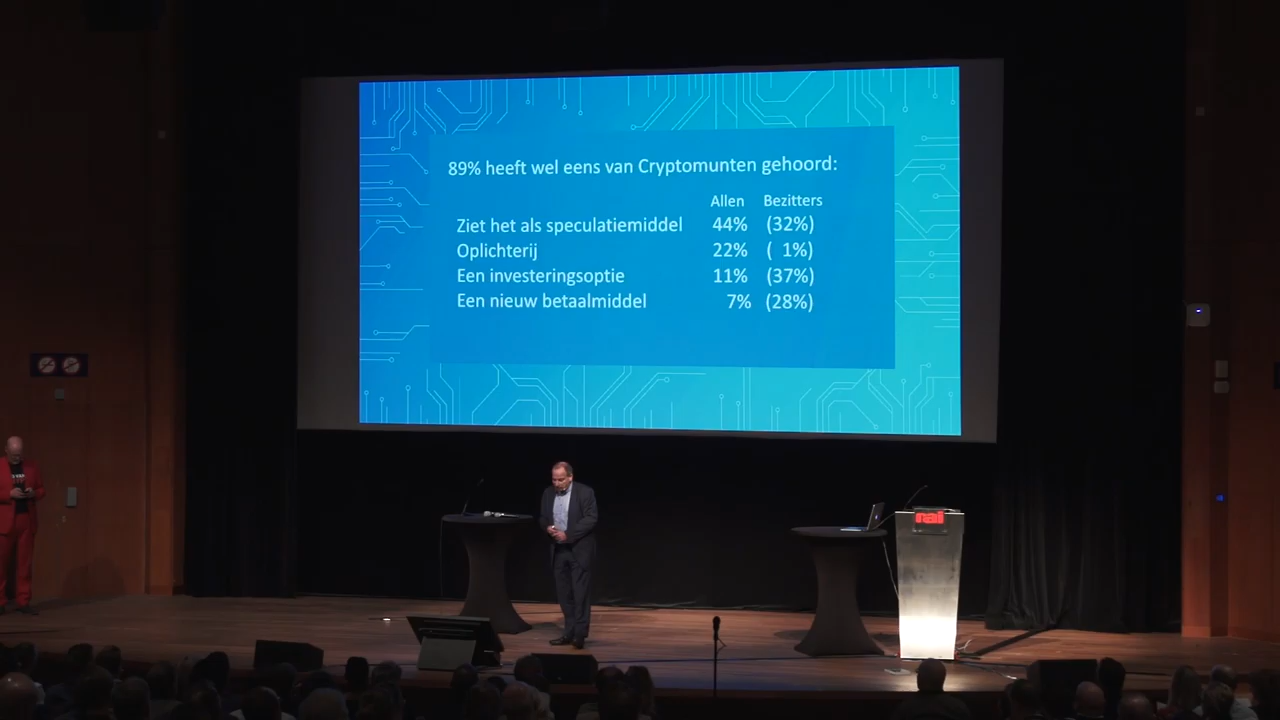 89% heeft wel eens van Cryptomunten gehoord:
Allen Bezitters
Ziet het als speculatiemiddel 44% (32%)
Oplichterij 22% ( 1%)
Een investeringsoptie 11% (37%)
Een nieuw betaalmiddel 7% (28%)
rai